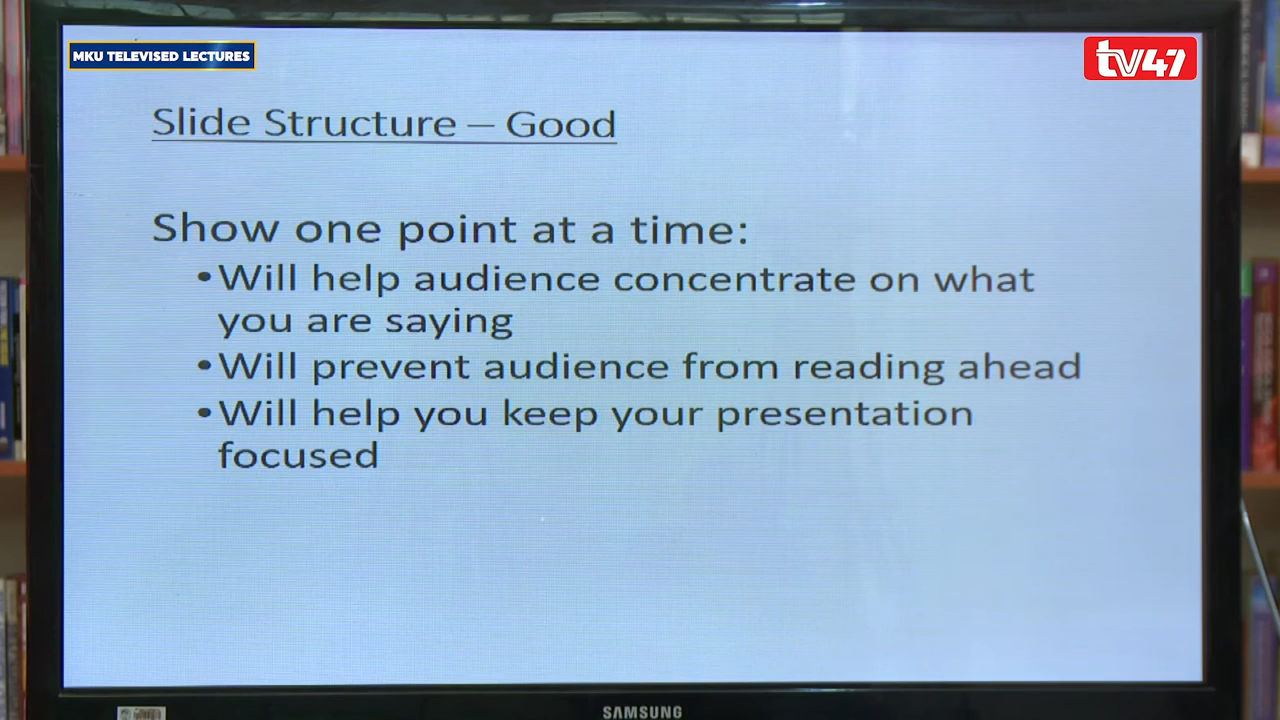 MKU TELEVISED LECTURES
tv47
Slide Structure – Good
Show one point at a time:
•Will help audience concentrate on what
you are saying
•Will prevent audience from reading ahead
•Will help you keep your presentation
focused
SAMSUNG